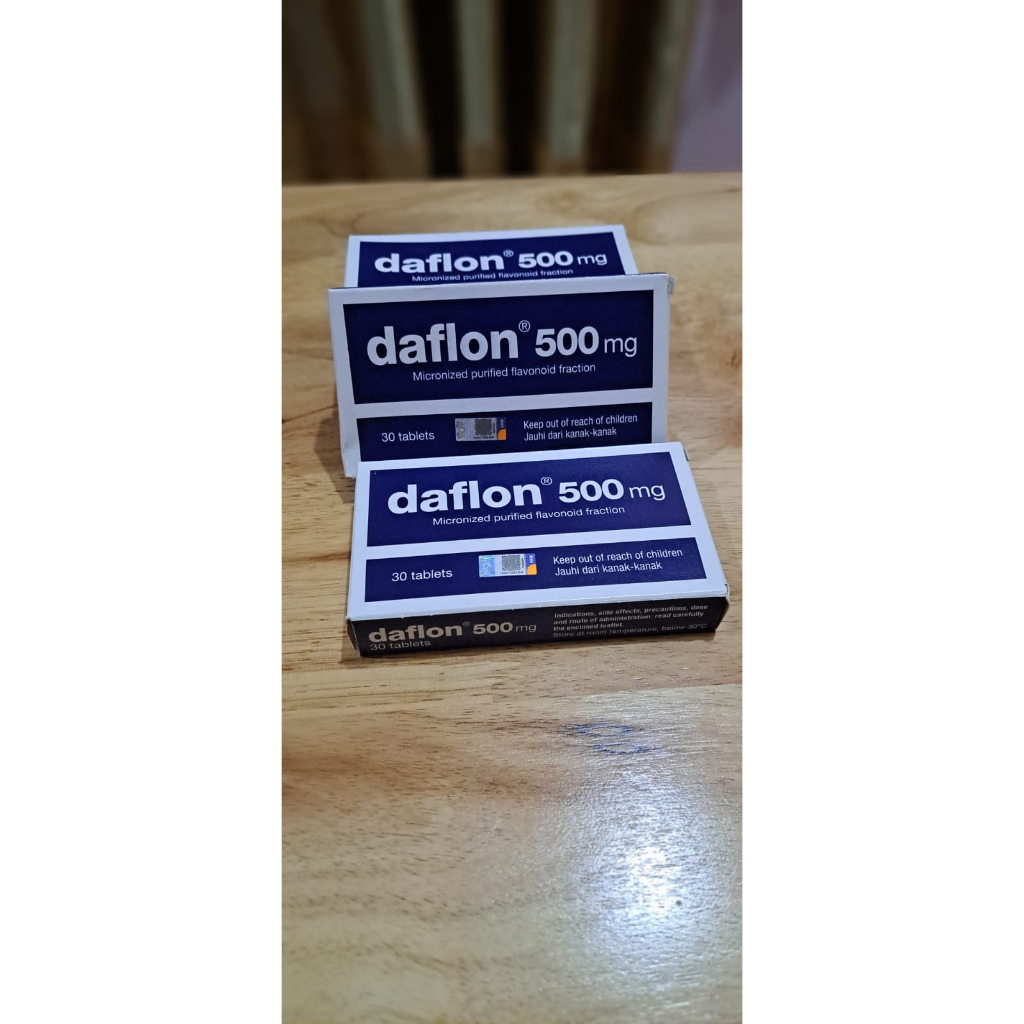 daflon® 500 mg
Micronized purified flavonoid fraction
daflon® 500 mg
Micronized purified flavonoid fraction
30 tablets
Keep out of reach of children
Jauhi dari kanak-kanak
daflon® 500 mg
Micronized purified flavonoid fraction
30 tablets
Keep out of reach of children
Jauhi dari kanak-kanak
daflon® 500 mg
30 tablets
Indications, side effects, precautions, dose
and route of administration: read carefully
the enclosed leaflet.
Store at room temperature, below 30°C